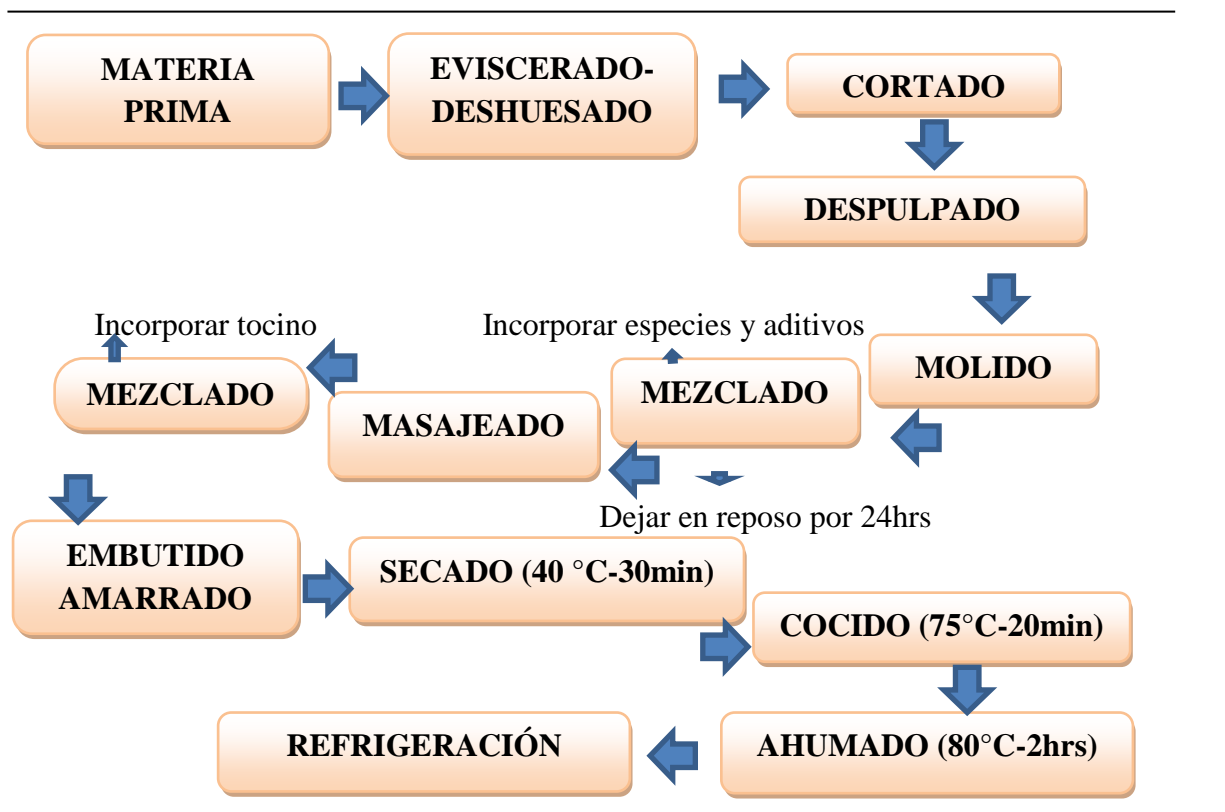 MATERIA
PRIMA
EVISCERADO-
DESHUESADO
CORTADO
DESPULPADO
MOLIDO
Incorporar especies y aditivos
MEZCLADO
Dejar en reposo por 24hrs
MASAJEADO
Incorporar tocino
MEZCLADO
EMBUTIDO
AMARRADO
SECADO (40 °C-30min)
COCIDO (75°C-20min)
AHUMADO (80°C-2hrs)
REFRIGERACIÓN